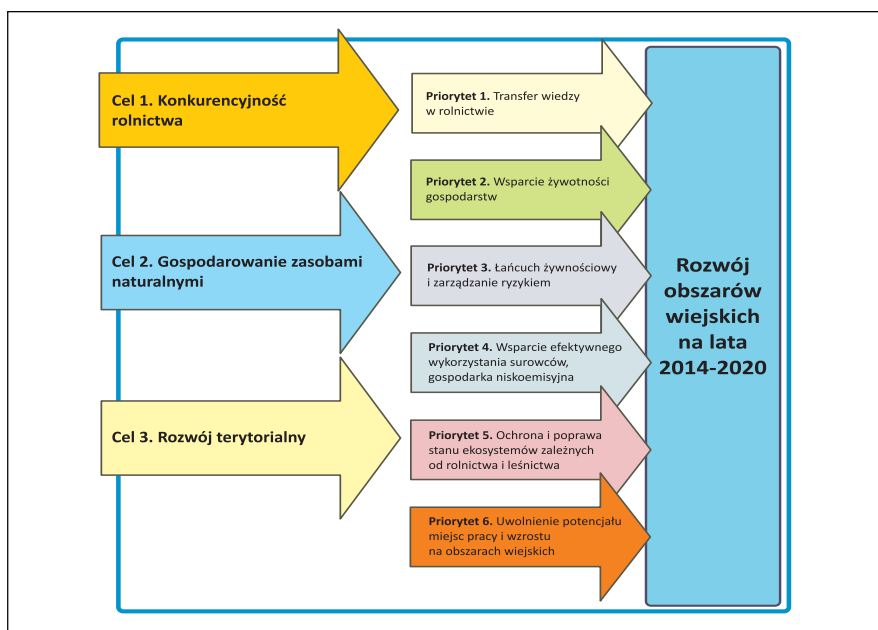 Cel 1. Konkurencyjność
rolnictwa
Cel 2. Gospodarowanie zasobami
naturalnymi
Cel 3. Rozwój terytorialny
Priorytet 1. Transfer wiedzy
w rolnictwie
Priorytet 2. Wsparcie żywotności
gospodarstw
Priorytet 3. Łańcuch żywnościowy
i zarządzanie ryzykiem
Priorytet 4. Wsparcie efektywnego
wykorzystania surowców,
gospodarka niskoemisyjna
Priorytet 5. Ochrona i poprawa
stanu ekosystemów zależnych
od rolnictwa i leśnictwa
Priorytet 6. Uwolnienie potencjału
miejsc pracy i wzrostu
na obszarach wiejskich
Rozwój
obszarów
wiejskich
na lata
2014-2020